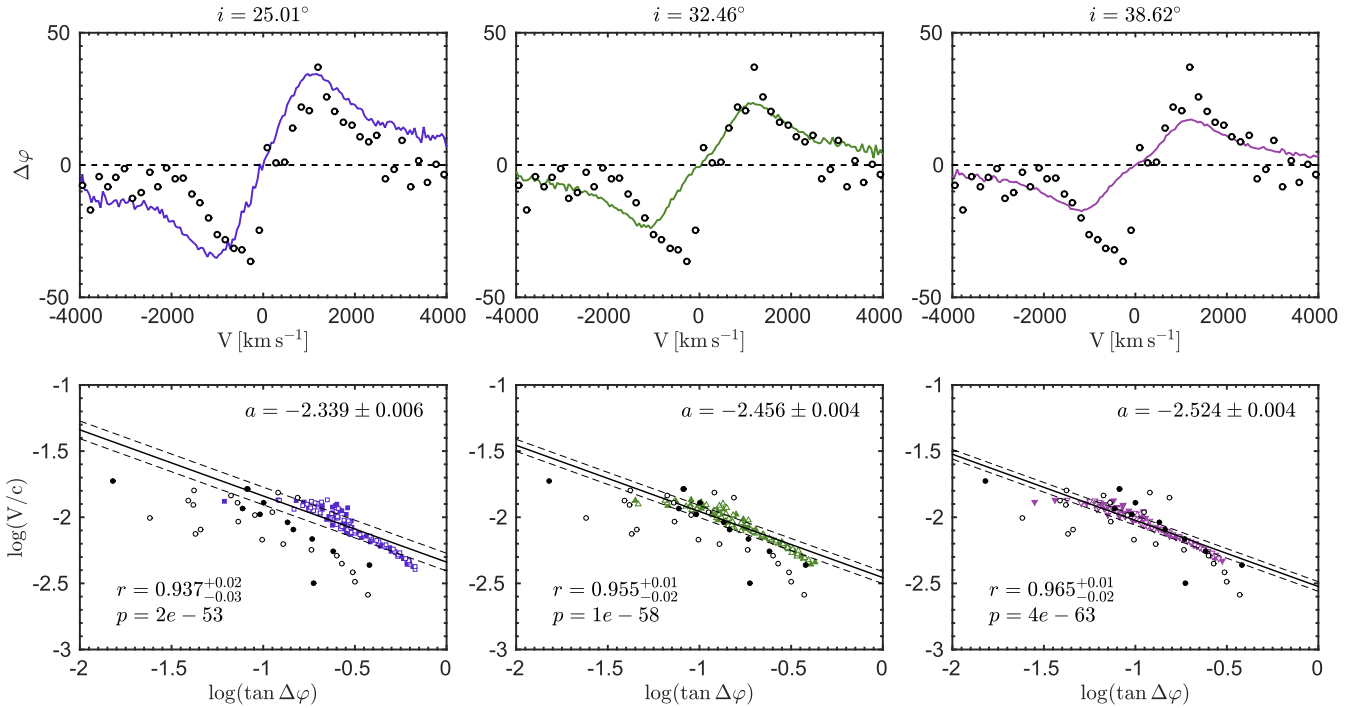 i = 25.01°
i = 32.46°
i = 38.62°
50
50
50
Δφ
0
0
0
-50
-50
-50
-4000 -2000 0 2000 4000
-4000 -2000 0 2000 4000
-4000 -2000 0 2000 4000
V [km s⁻¹]
V [km s⁻¹]
V [km s⁻¹]
-1
-1
-1
a = −2.339 ± 0.006
a = −2.456 ± 0.004
a = −2.524 ± 0.004
-1.5
-1.5
-1.5
log(V/c)
-2
-2
-2
-2.5
-2.5
-2.5
r = 0.937 +0.02 −0.03
p = 2e − 53
r = 0.955 +0.01 −0.02
p = 1e − 58
r = 0.965 +0.01 −0.02
p = 4e − 63
-3
-3
-3
-2 -1.5 -1 -0.5 0
-2 -1.5 -1 -0.5 0
-2 -1.5 -1 -0.5 0
log(tan Δφ)
log(tan Δφ)
log(tan Δφ)